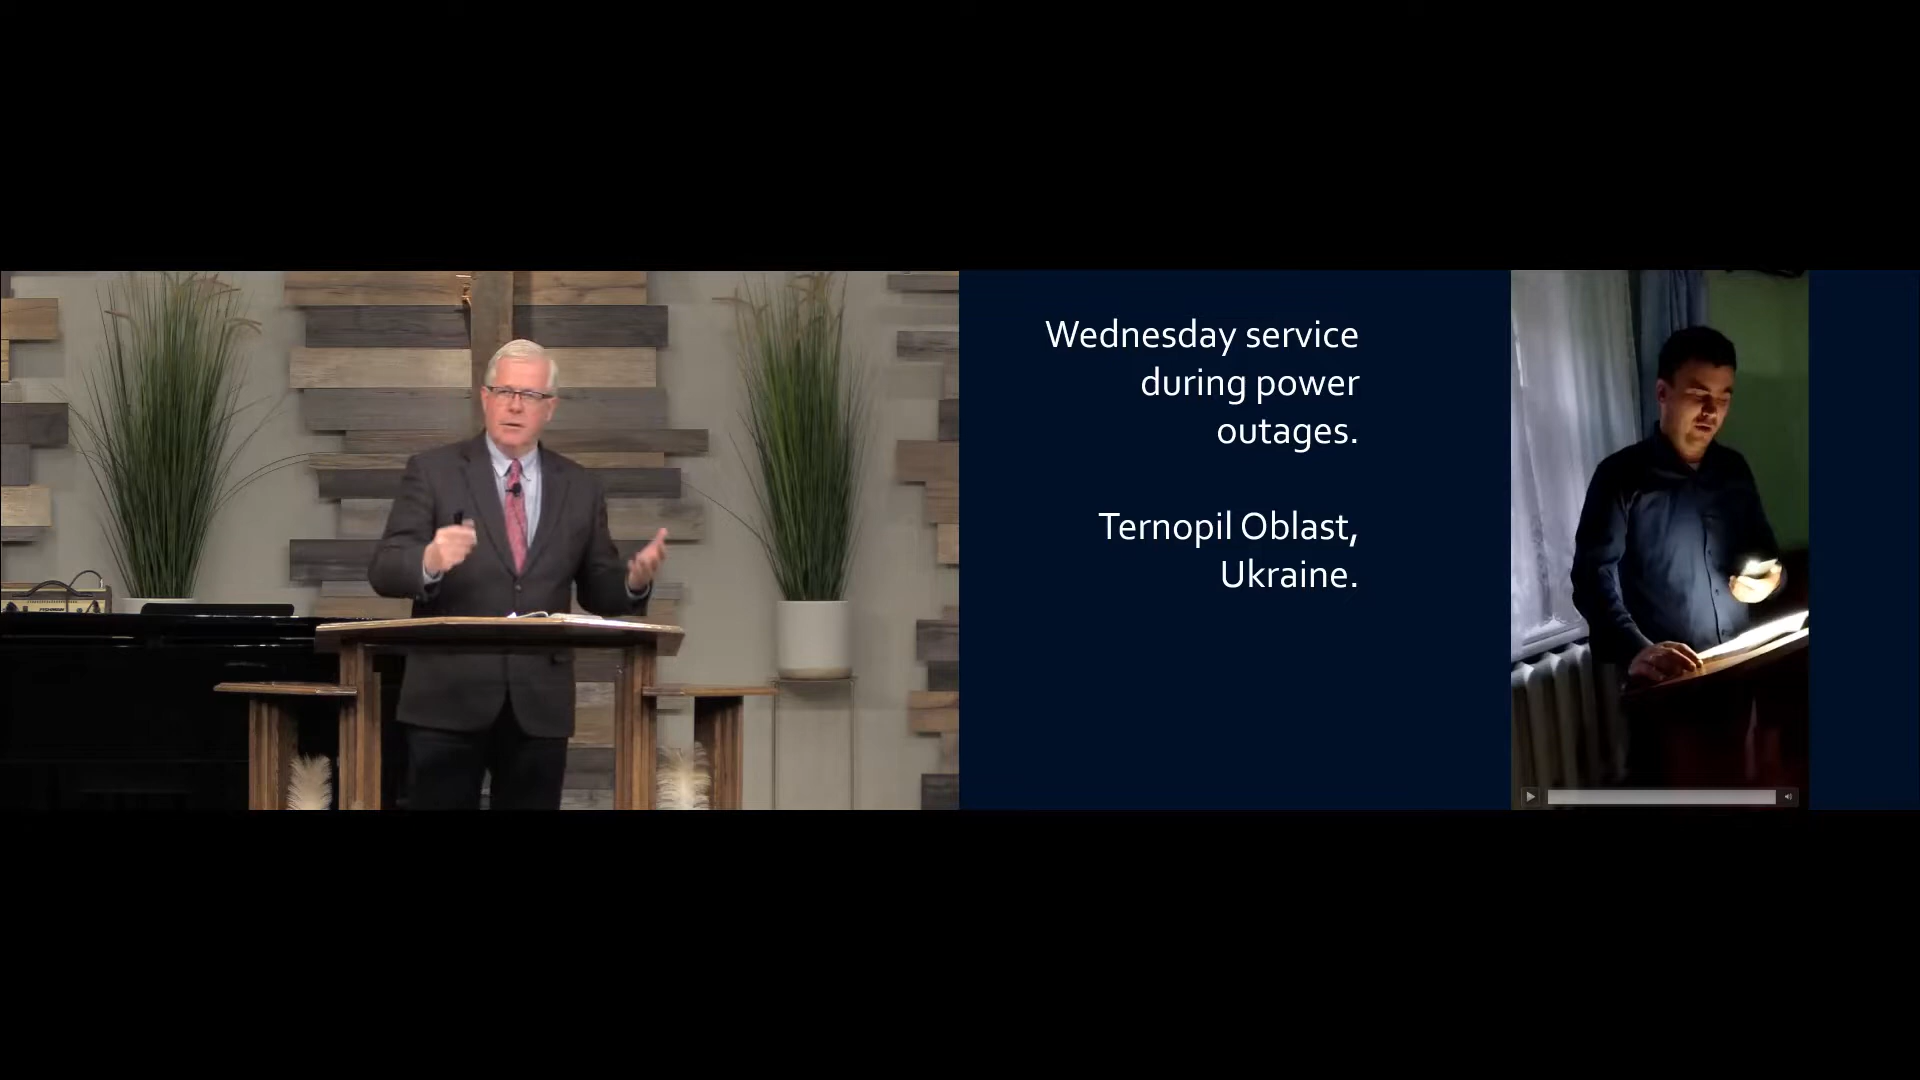 Wednesday service
during power
outages.
Ternopil Oblast,
Ukraine.